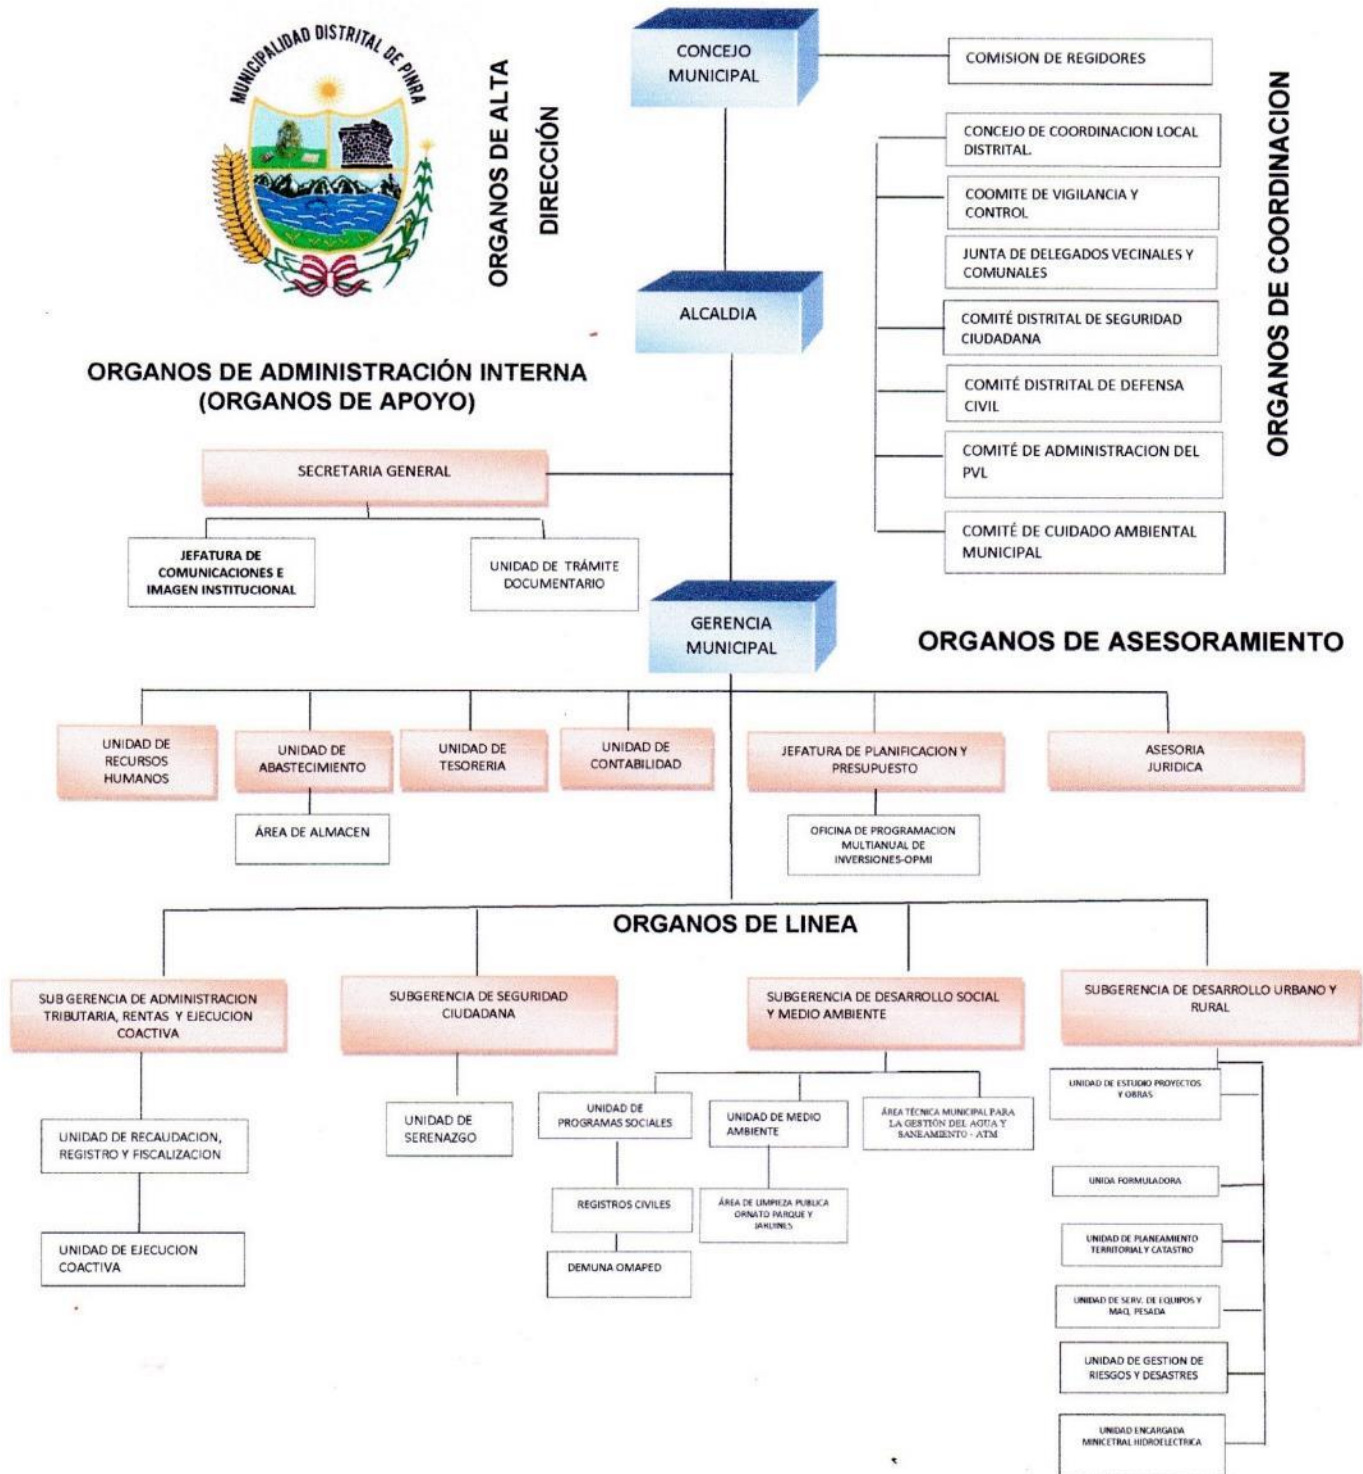 MUNICIPALIDAD DISTRITAL DE PINRA
ORGANOS DE ALTA
DIRECCIÓN
CONCEJO
MUNICIPAL
COMISION DE REGIDORES
ORGANOS DE COORDINACION
CONCEJO DE COORDINACION LOCAL
DISTRITAL.
COOMITE DE VIGILANCIA Y
CONTROL
JUNTA DE DELEGADOS VECINALES Y
COMUNALES
COMITÉ DISTRITAL DE SEGURIDAD
CIUDADANA
COMITÉ DISTRITAL DE DEFENSA
CIVIL
COMITÉ DE ADMINISTRACION DEL
PVL
COMITÉ DE CUIDADO AMBIENTAL
MUNICIPAL
ALCALDIA
ORGANOS DE ADMINISTRACIÓN INTERNA
(ORGANOS DE APOYO)
SECRETARIA GENERAL
JEFATURA DE
COMUNICACIONES E
IMAGEN INSTITUCIONAL
UNIDAD DE TRÁMITE
DOCUMENTARIO
GERENCIA
MUNICIPAL
ORGANOS DE ASESORAMIENTO
UNIDAD DE
RECURSOS
HUMANOS
UNIDAD DE
ABASTECIMIENTO
UNIDAD DE
TESORERIA
UNIDAD DE
CONTABILIDAD
JEFATURA DE PLANIFICACION Y
PRESUPUESTO
ASESORIA
JURIDICA
ÁREA DE ALMACEN
OFICINA DE PROGRAMACION
MULTIANUAL DE
INVERSIONES-OPMI
ORGANOS DE LINEA
SUB GERENCIA DE ADMINISTRACION
TRIBUTARIA, RENTAS Y EJECUCION
COACTIVA
SUBGERENCIA DE SEGURIDAD
CIUDADANA
SUBGERENCIA DE DESARROLLO SOCIAL
Y MEDIO AMBIENTE
SUBGERENCIA DE DESARROLLO URBANO Y
RURAL
UNIDAD DE RECAUDACION,
REGISTRO Y FISCALIZACION
UNIDAD DE EJECUCION
COACTIVA
UNIDAD DE
SERENAZGO
UNIDAD DE
PROGRAMAS SOCIALES
REGISTROS CIVILES
DEMUNA OMAPED
UNIDAD DE MEDIO
AMBIENTE
ÁREA DE LIMPIEZA PUBLICA
ORNATO PARQUE Y
JARDINES
ÁREA TÉCNICA MUNICIPAL PARA
LA GESTIÓN DEL AGUA Y
SANEAMIENTO - ATM
UNIDAD DE ESTUDIO PROYECTOS
Y OBRAS
UNIDA FORMULADORA
UNIDAD DE PLANEAMIENTO
TERRITORIAL Y CATASTRO
UNIDAD DE SERV. DE EQUIPOS Y
MAQ. PESADA
UNIDAD DE GESTION DE
RIESGOS Y DESASTRES
UNIDAD ENCARGADA
MINICETRAL HIDROELECTRICA